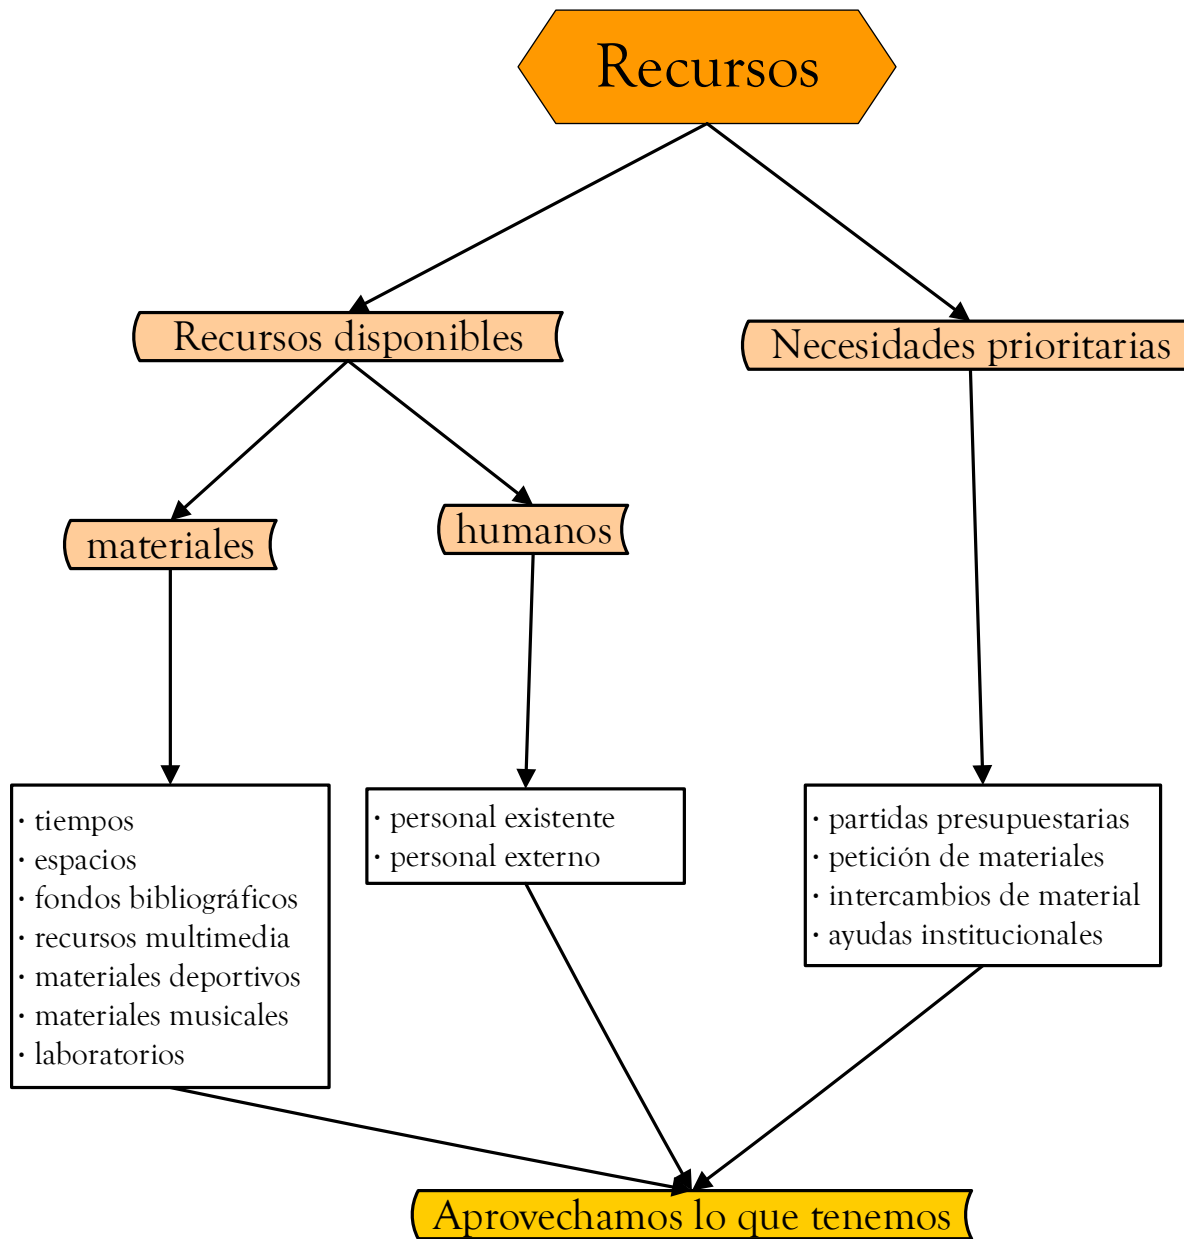 Recursos
Recursos disponibles
Necesidades prioritarias
materiales
humanos
· tiempos
· espacios
· fondos bibliográficos
· recursos multimedia
· materiales deportivos
· materiales musicales
· laboratorios
· personal existente
· personal externo
· partidas presupuestarias
· petición de materiales
· intercambios de material
· ayudas institucionales
Aprovechamos lo que tenemos